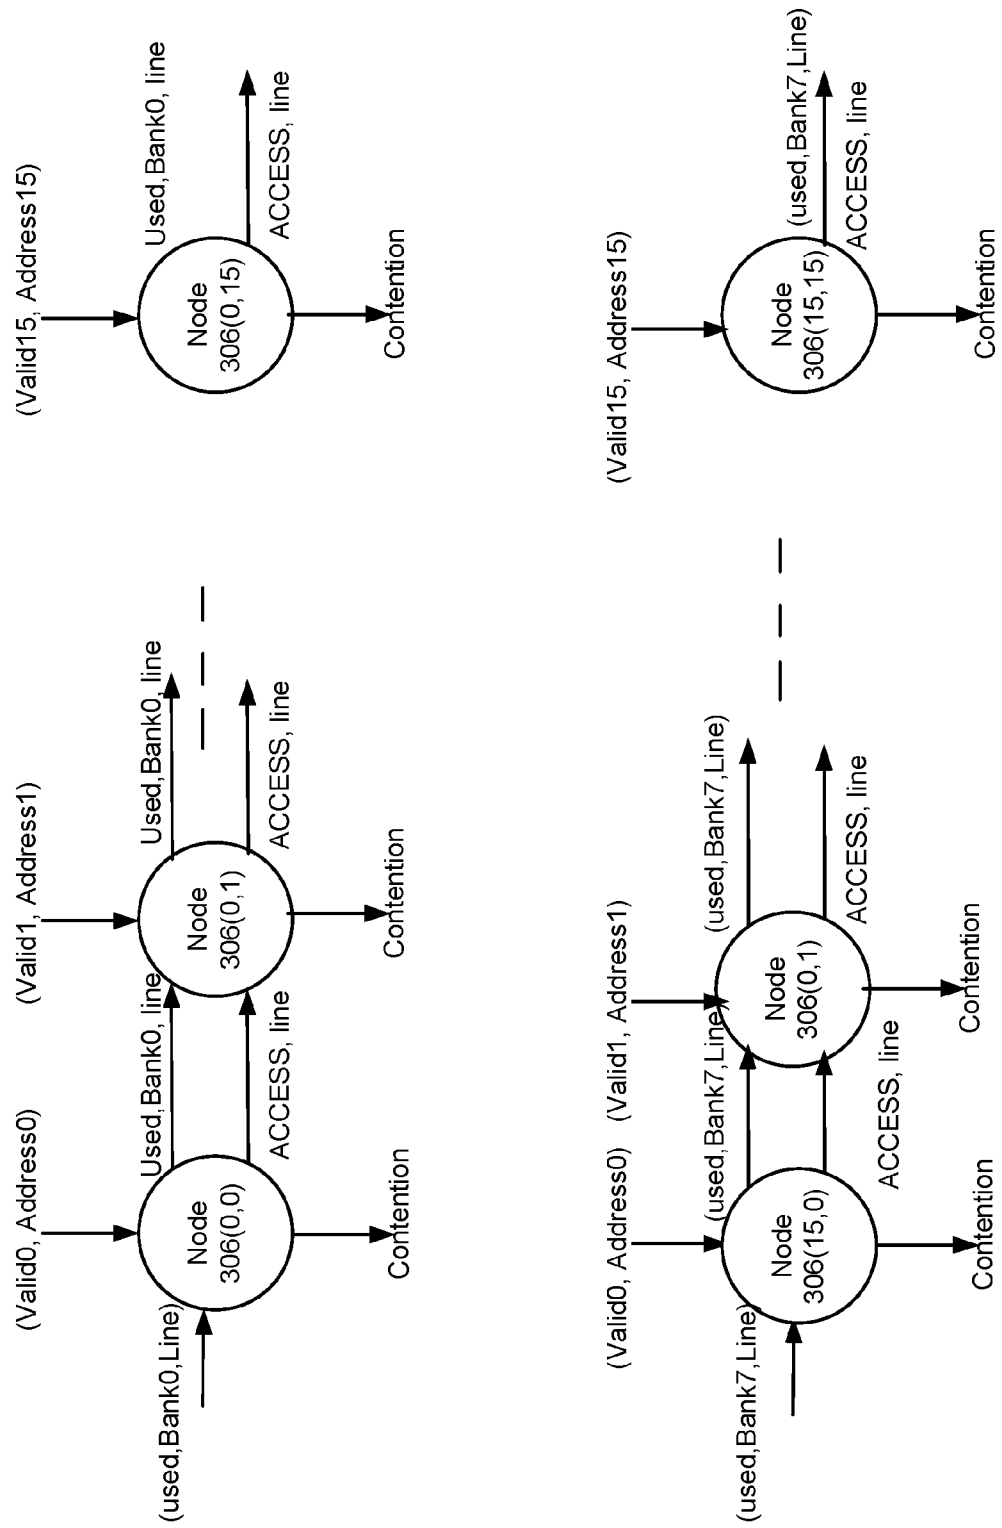 (Valid0, Address0)
(Valid1, Address1)
(Valid15, Address15)
(used,Bank0,Line)
Node
306(0,0)
Used,Bank0, line
ACCESS, line
Contention
Node
306(0,1)
Used,Bank0, line
ACCESS, line
Contention
Node
306(0,15)
Used,Bank0, line
ACCESS, line
Contention
(Valid0, Address0)
(Valid1, Address1)
(Valid15, Address15)
(used,Bank7,Line)
Node
306(15,0)
(used,Bank7,Line)
ACCESS, line
Contention
Node
306(0,1)
(used,Bank7,Line)
ACCESS, line
Contention
Node
306(15,15)
(used,Bank7,Line)
ACCESS, line
Contention